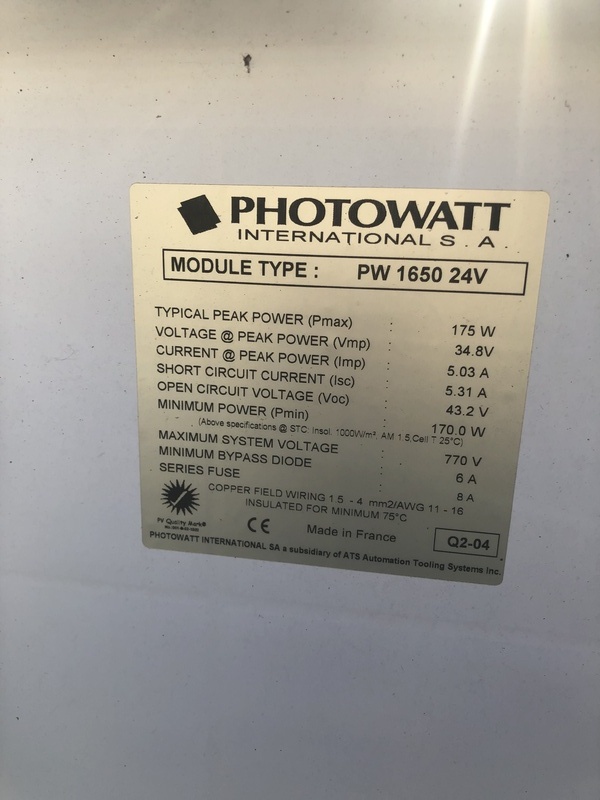 PHOTOWATT
INTERNATIONAL S . A .
MODULE TYPE : PW 1650 24V
TYPICAL PEAK POWER (Pmax) : 175 W
VOLTAGE @ PEAK POWER (Vmp) : 34.8V
CURRENT @ PEAK POWER (Imp) : 5.03 A
SHORT CIRCUIT CURRENT (Isc) : 5.31 A
OPEN CIRCUIT VOLTAGE (Voc) : 43.2 V
MINIMUM POWER (Pmin) : 170.0 W
(Above specifications @ STC: Insol. 1000W/m², AM 1.5,Cell T 25°C)
MAXIMUM SYSTEM VOLTAGE : 770 V
MINIMUM BYPASS DIODE : 6 A
SERIES FUSE : 8 A
COPPER FIELD WIRING 1.5 - 4 mm2/AWG 11 - 16
INSULATED FOR MINIMUM 75°C
PV Quality Mark®
CE Made in France Q2-04
PHOTOWATT INTERNATIONAL SA a subsidiary of ATS Automation Tooling Systems Inc.